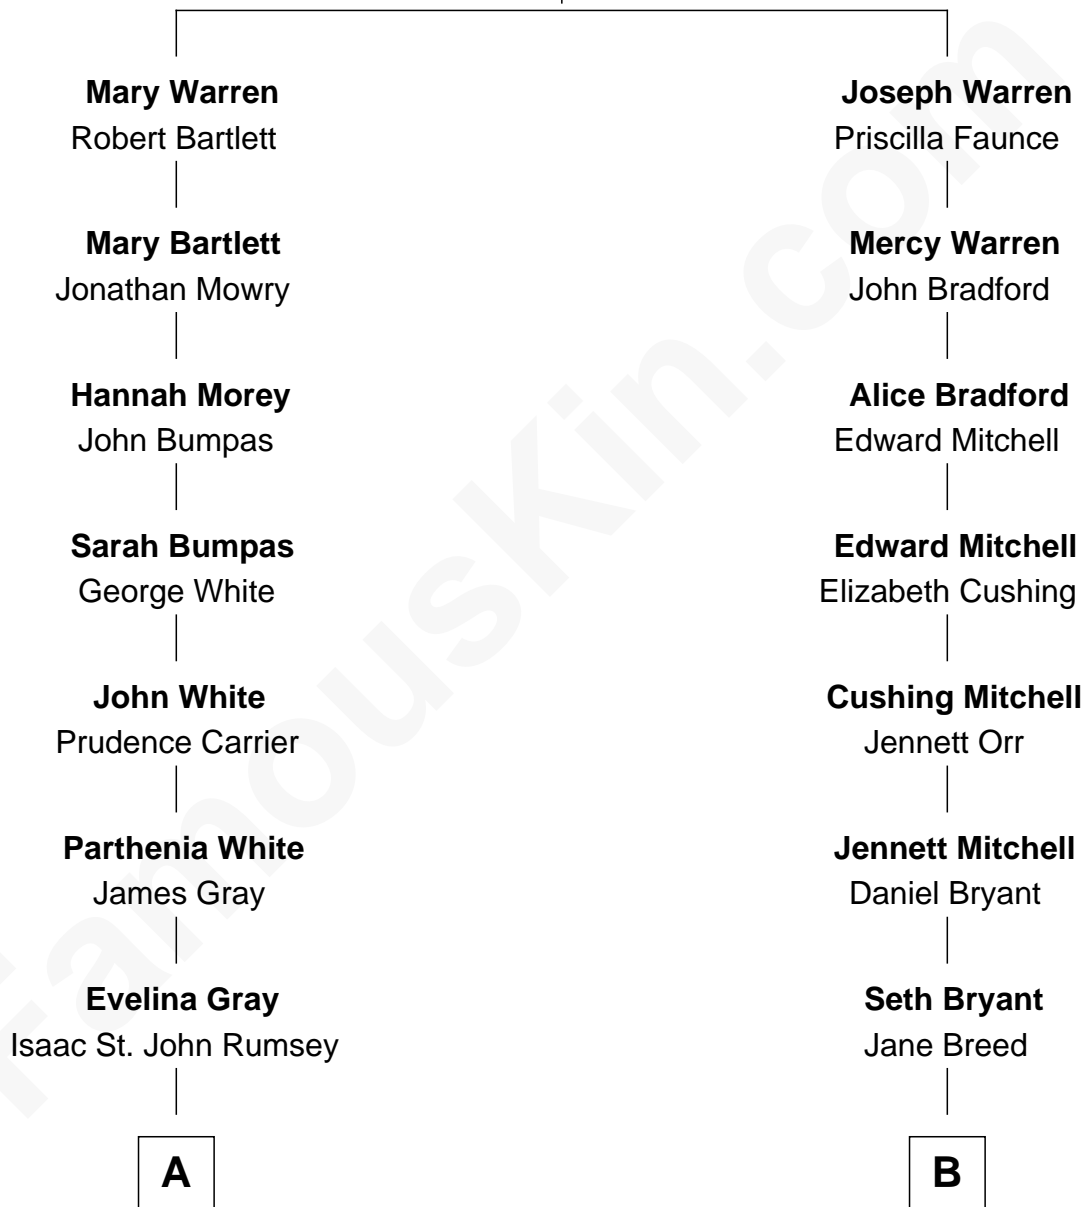 Mary Warren
Robert Bartlett
Mary Bartlett
Jonathan Mowry
Hannah Morey
John Bumpas
Sarah Bumpas
George White
John White
Prudence Carrier
Parthenia White
James Gray
Evelina Gray
Isaac St. John Rumsey
A
Joseph Warren
Priscilla Faunce
Mercy Warren
John Bradford
Alice Bradford
Edward Mitchell
Edward Mitchell
Elizabeth Cushing
Cushing Mitchell
Jennett Orr
Jennett Mitchell
Daniel Bryant
Seth Bryant
Jane Breed
B
FamousKin.com